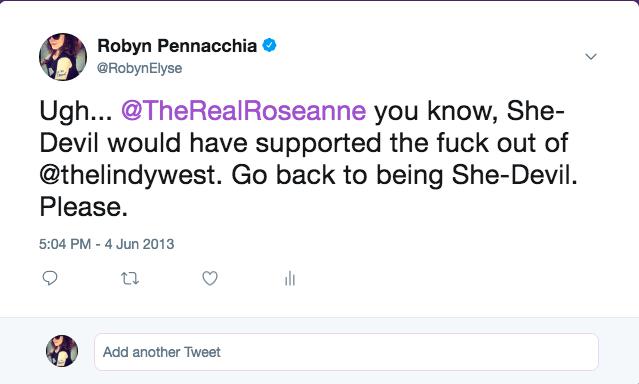 Robyn Pennacchia
@RobynElyse
Ugh... @TheRealRoseanne you know, She-
Devil would have supported the fuck out of
@thelindywest. Go back to being She-Devil.
Please.
5:04 PM - 4 Jun 2013
Add another Tweet